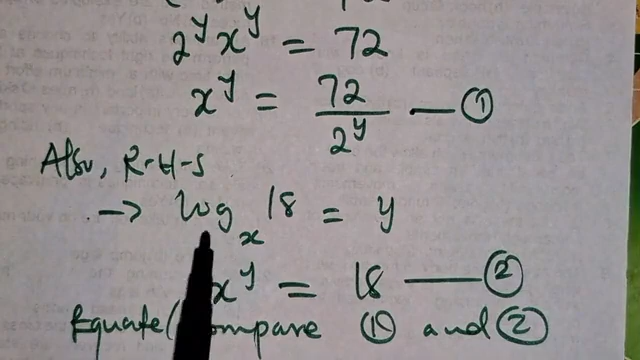 2^y x^y = 72
x^y = 72/2^y — ①
Also, R-H-S
→ log_x 18 = y
x^y = 18 — ②
Equate(Compare ① and ②